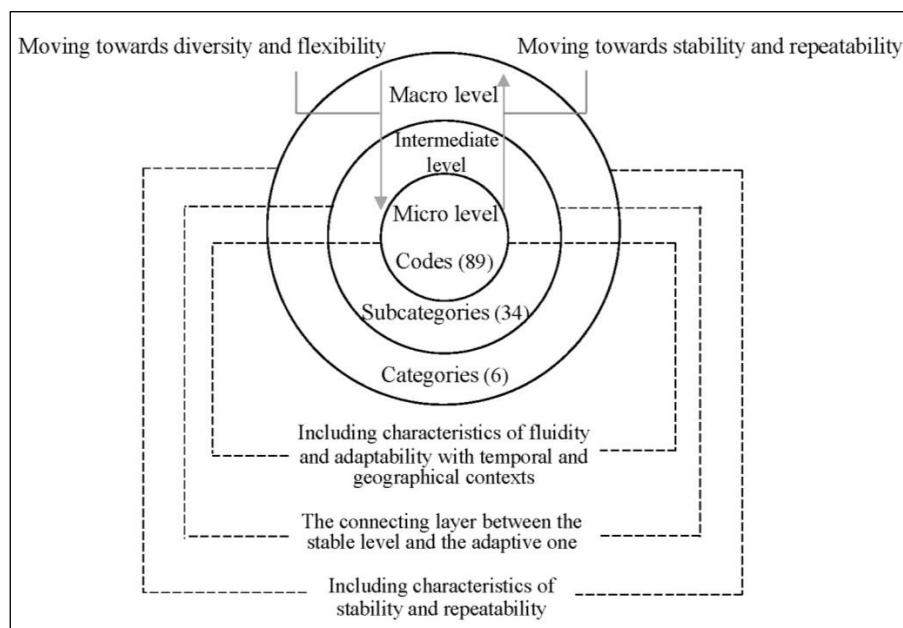 Moving towards diversity and flexibility
Moving towards stability and repeatability
Macro level
Intermediate
level
Micro level
Codes (89)
Subcategories (34)
Categories (6)
Including characteristics of fluidity
and adaptability with temporal and
geographical contexts
The connecting layer between the
stable level and the adaptive one
Including characteristics of
stability and repeatability